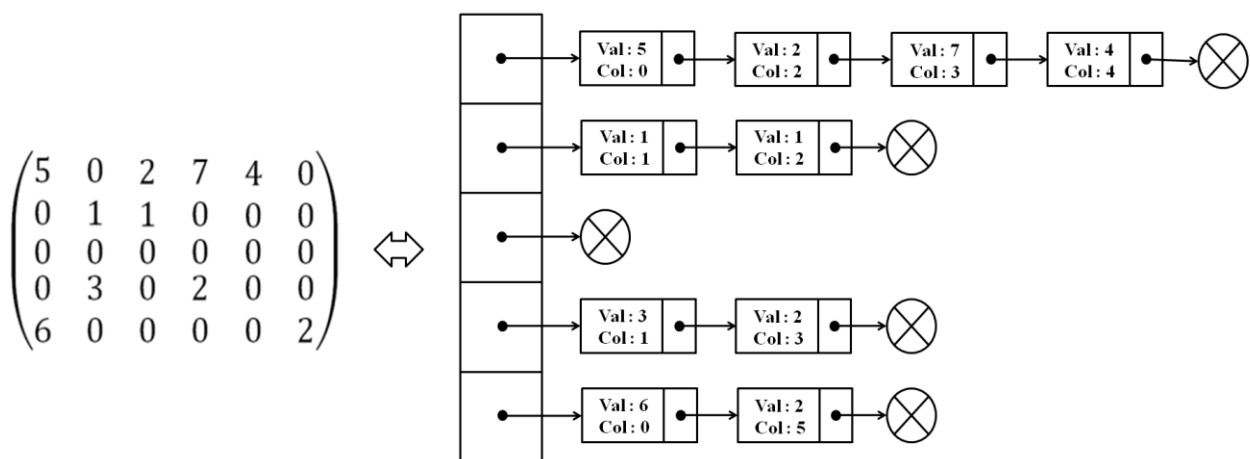 5 0 2 7 4 0
0 1 1 0 0 0
0 0 0 0 0 0
0 3 0 2 0 0
6 0 0 0 0 2
Val: 5
Col: 0
Val: 2
Col: 2
Val: 7
Col: 3
Val: 4
Col: 4
Val: 1
Col: 1
Val: 1
Col: 2
Val: 3
Col: 1
Val: 2
Col: 3
Val: 6
Col: 0
Val: 2
Col: 5